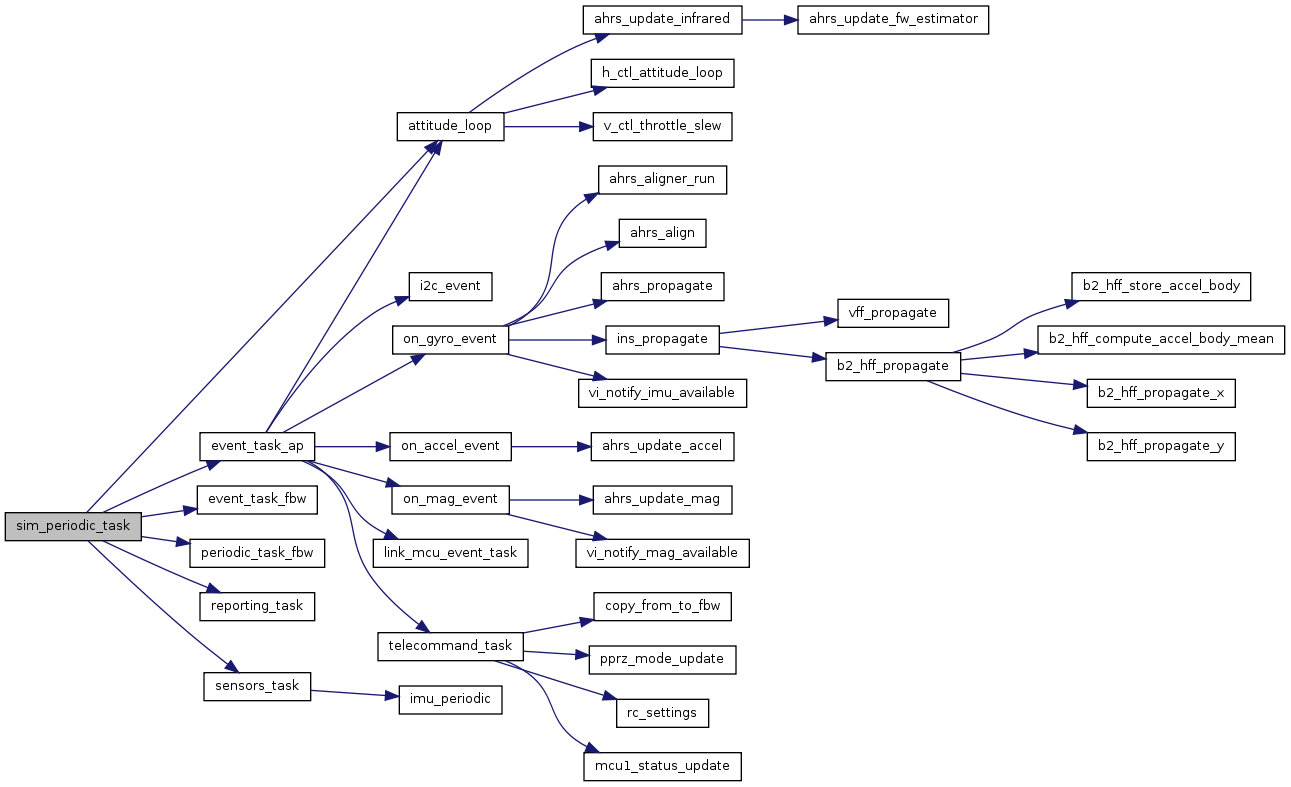 ahrs_update_infrared
ahrs_update_fw_estimator
h_ctl_attitude_loop
attitude_loop
v_ctl_throttle_slew
ahrs_aligner_run
ahrs_align
i2c_event
ahrs_propagate
b2_hff_store_accel_body
vff_propagate
on_gyro_event
ins_propagate
b2_hff_compute_accel_body_mean
b2_hff_propagate
vi_notify_imu_available
b2_hff_propagate_x
event_task_ap
on_accel_event
ahrs_update_accel
b2_hff_propagate_y
event_task_fbw
on_mag_event
ahrs_update_mag
sim_periodic_task
periodic_task_fbw
link_mcu_event_task
vi_notify_mag_available
reporting_task
copy_from_to_fbw
telecommand_task
pprz_mode_update
sensors_task
imu_periodic
rc_settings
mcu1_status_update